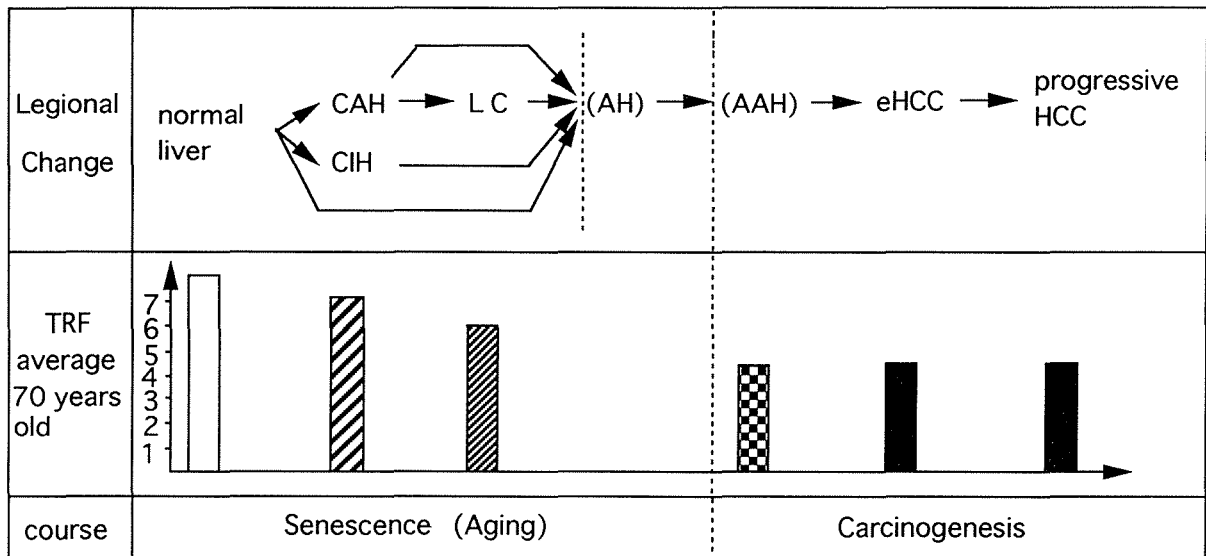 Legional
Change
normal
liver
CAH
L C
(AH)
(AAH)
eHCC
progressive
HCC
CIH
TRF
average
70 years
old
7
6
5
4
3
2
1
course
Senescence (Aging)
Carcinogenesis